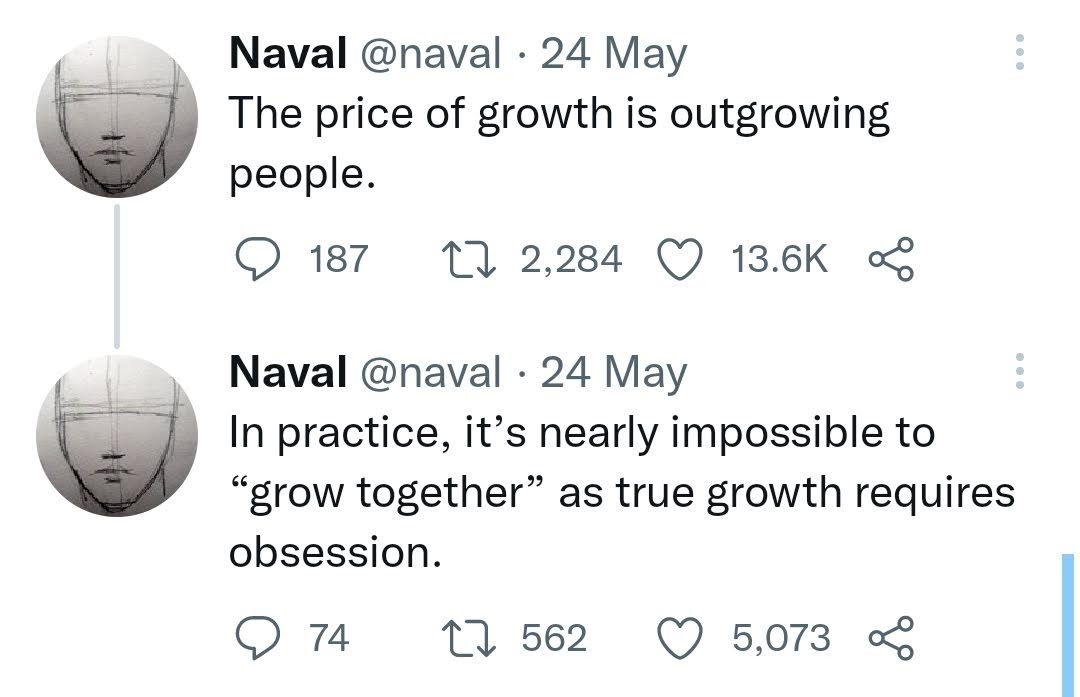 Naval @naval · 24 May
The price of growth is outgrowing
people.
187 2,284 13.6K
Naval @naval · 24 May
In practice, it’s nearly impossible to
“grow together” as true growth requires
obsession.
74 562 5,073